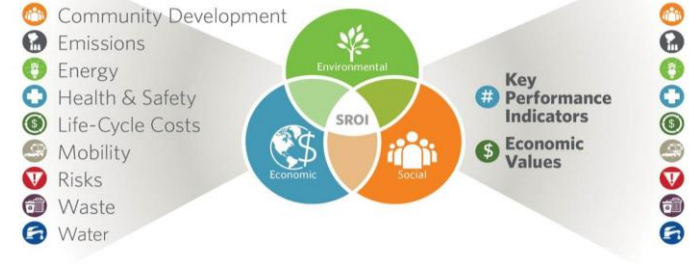 Community Development
Emissions
Energy
Health & Safety
Life-Cycle Costs
Mobility
Risks
Waste
Water
Environmental
SROI
Economic
Social
$
#
Key
Performance
Indicators
$
Economic
Values